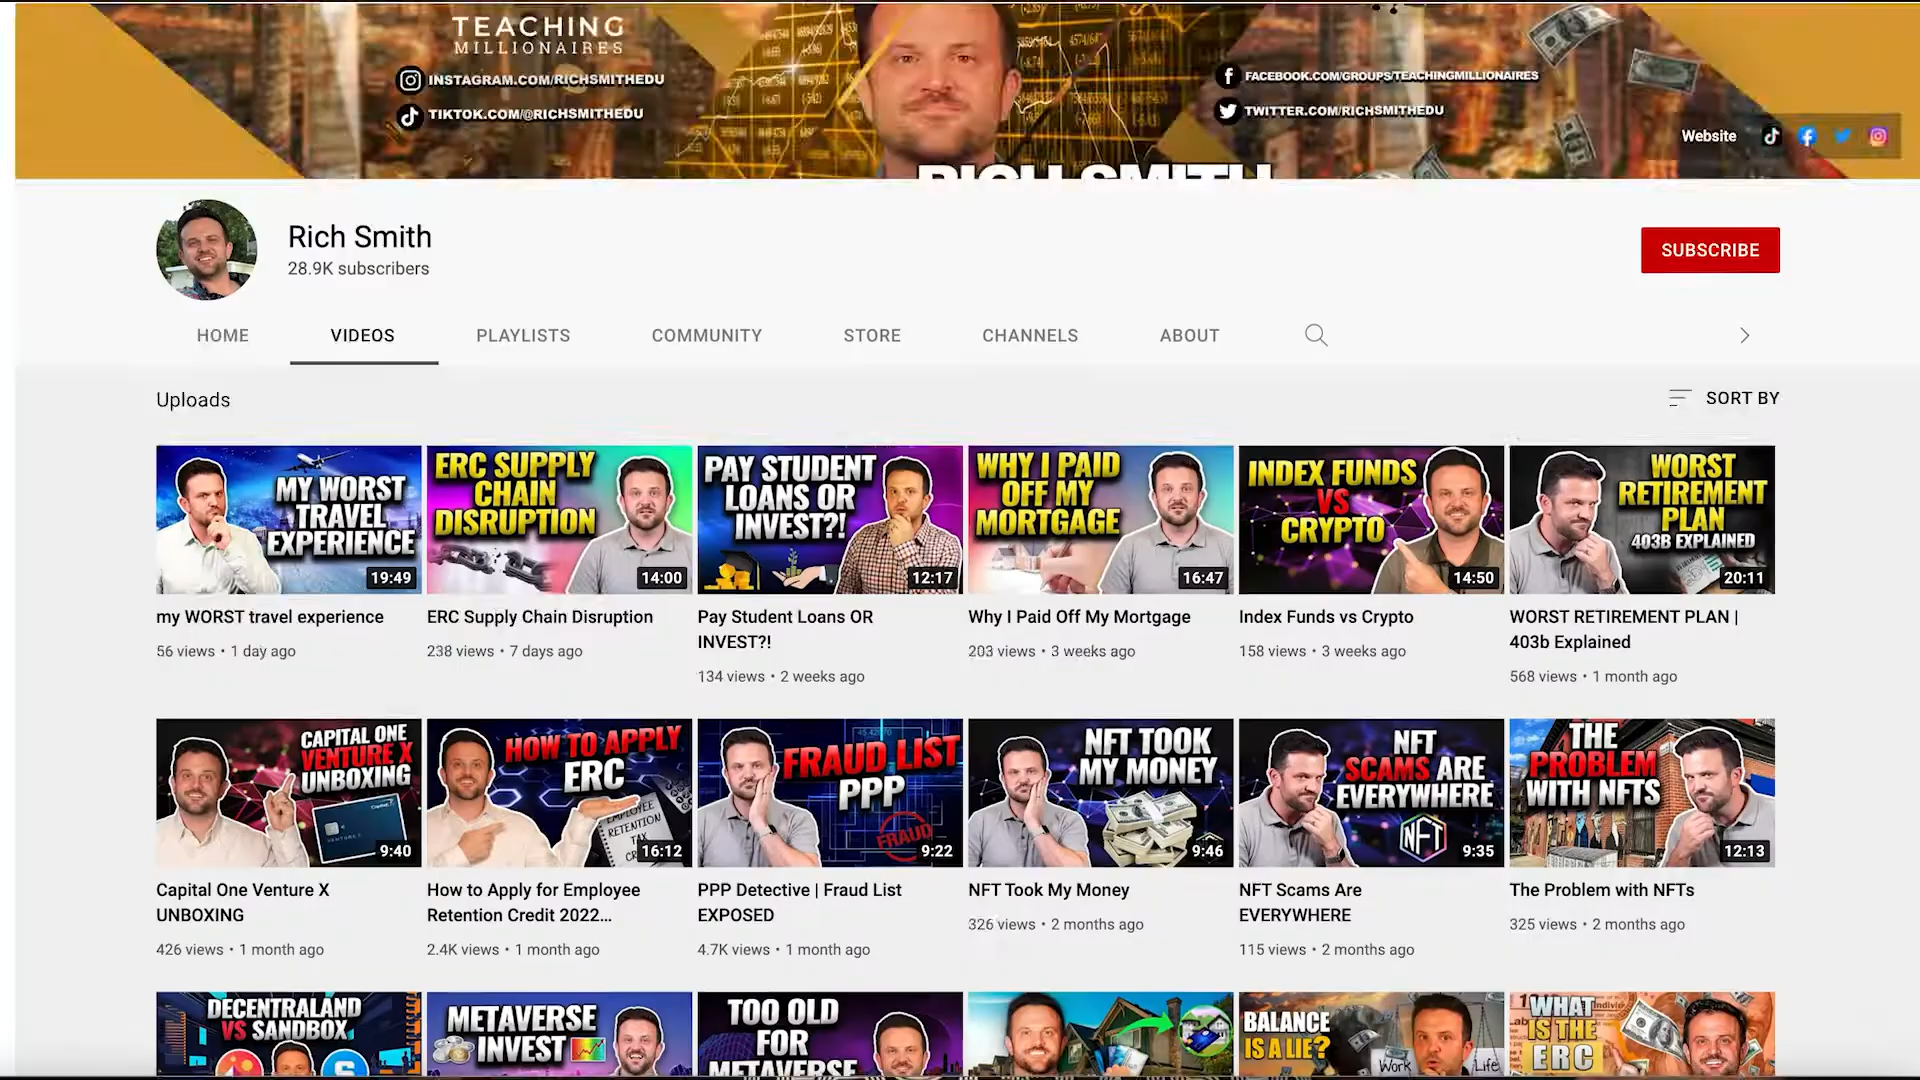 TEACHING
MILLIONAIRES
INSTAGRAM.COM/RICHSMITHEDU
TIKTOK.COM/@RICHSMITHEDU
FACEBOOK.COM/GROUPS/TEACHINGMILLIONAIRES
TWITTER.COM/RICHSMITHEDU
Website
RICH SMITH
Rich Smith
28.9K subscribers
SUBSCRIBE
HOME
VIDEOS
PLAYLISTS
COMMUNITY
STORE
CHANNELS
ABOUT
Uploads
SORT BY
MY WORST
TRAVEL
EXPERIENCE
19:49
ERC SUPPLY
CHAIN
DISRUPTION
14:00
PAY STUDENT
LOANS OR
INVEST?!
12:17
WHY I PAID
OFF MY
MORTGAGE
16:47
INDEX FUNDS
VS
CRYPTO
14:50
WORST
RETIREMENT
PLAN
403B EXPLAINED
20:11
my WORST travel experience
56 views • 1 day ago
ERC Supply Chain Disruption
238 views • 7 days ago
Pay Student Loans OR
INVEST?!
134 views • 2 weeks ago
Why I Paid Off My Mortgage
203 views • 3 weeks ago
Index Funds vs Crypto
158 views • 3 weeks ago
WORST RETIREMENT PLAN |
403b Explained
568 views • 1 month ago
CAPITAL ONE
VENTURE X
UNBOXING
9:40
HOW TO APPLY
ERC
EMPLOYEE
RETENTION
TAX
16:12
FRAUD LIST
PPP
FRAUD
9:22
NFT TOOK
MY MONEY
9:46
NFT
SCAMS ARE
EVERYWHERE
NFT
9:35
THE
PROBLEM
WITH NFTS
12:13
Capital One Venture X
UNBOXING
426 views • 1 month ago
How to Apply for Employee
Retention Credit 2022...
2.4K views • 1 month ago
PPP Detective | Fraud List
EXPOSED
4.7K views • 1 month ago
NFT Took My Money
326 views • 2 months ago
NFT Scams Are
EVERYWHERE
115 views • 2 months ago
The Problem with NFTs
325 views • 2 months ago
DECENTRALAND
VS SANDBOX
METAVERSE
INVEST
TOO OLD
FOR
METAVERSE
BALANCE
IS A LIE?
Work
Life
WHAT
IS THE
ERC